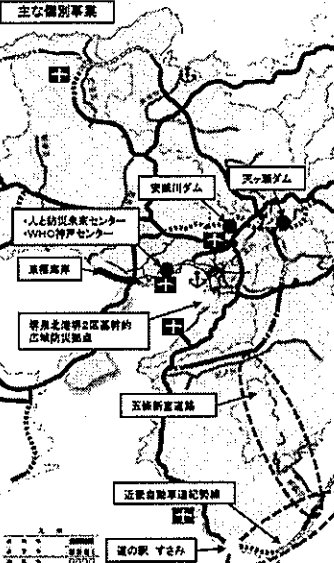 主な個別事業
天ヶ瀬ダム
安威川ダム
・人と防災未来センター
・WHO神戸センター
東播海岸
堺泉北港堺2区基幹的
広域防災拠点
五條新宮道路
近畿自動車道紀勢線
道の駅 すさみ